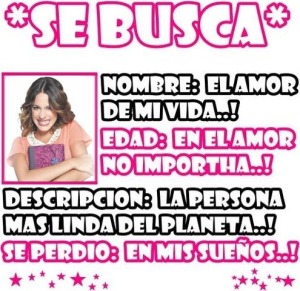 *SE BUSCA*
NOMBRE: EL AMOR
DE MI VIDA..!
EDAD: EN EL AMOR
NO IMPORTHA..!
DESCRIPCION: LA PERSONA
MAS LINDA DEL PLANETA..!
SE PERDIO: EN MIS SUEÑOS..!